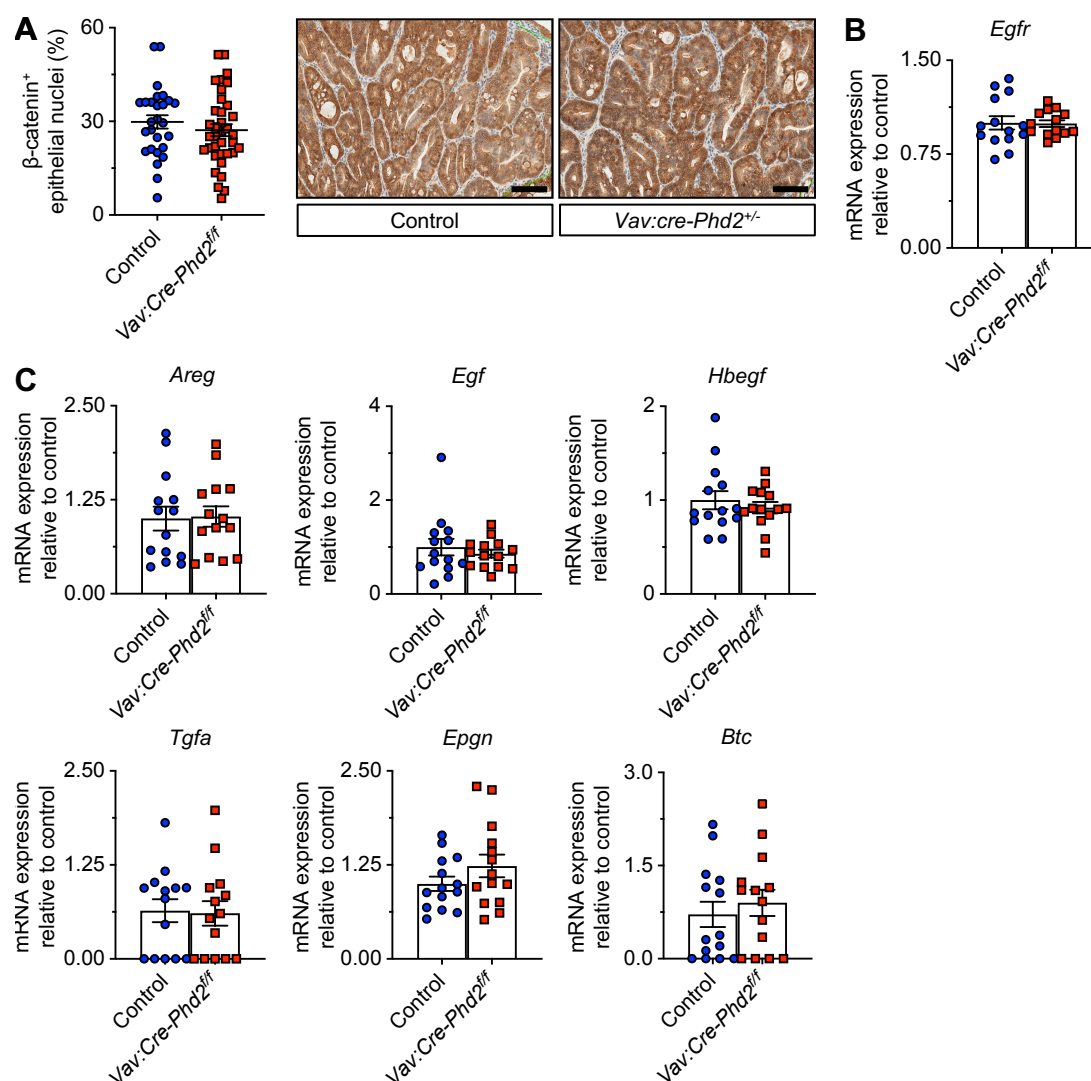 A
β-catenin⁺
epithelial nuclei (%)
60
30
0
Control
Vav:Cre-Phd2f/f
Control
Vav:cre-Phd2+/-
B
Egfr
mRNA expression
relative to control
1.50
0.75
0.00
Control
Vav:Cre-Phd2f/f
C
Areg
mRNA expression
relative to control
2.50
1.25
0.00
Control
Vav:Cre-Phd2f/f
Egf
mRNA expression
relative to control
4
2
0
Control
Vav:Cre-Phd2f/f
Hbegf
mRNA expression
relative to control
2
1
0
Control
Vav:Cre-Phd2f/f
Tgfa
mRNA expression
relative to control
2.50
1.25
0.00
Control
Vav:Cre-Phd2f/f
Epgn
mRNA expression
relative to control
2.50
1.25
0.00
Control
Vav:Cre-Phd2f/f
Btc
mRNA expression
relative to control
3.0
1.5
0.0
Control
Vav:Cre-Phd2f/f